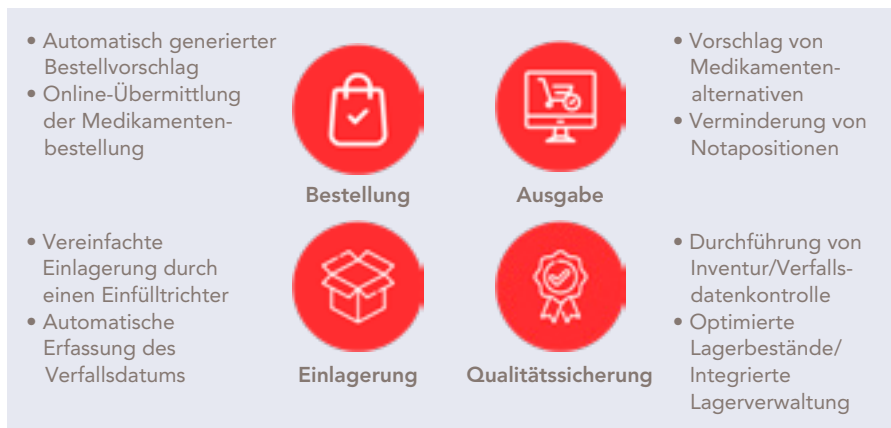 • Automatisch generierter
Bestellvorschlag
• Online-Übermittlung
der Medikamenten-
bestellung
Bestellung
• Vorschlag von
Medikamenten-
alternativen
• Verminderung von
Notapositionen
Ausgabe
• Vereinfachte
Einlagerung durch
einen Einfülltrichter
• Automatische
Erfassung des
Verfallsdatums
Einlagerung
• Durchführung von
Inventur/Verfalls-
datenkontrolle
• Optimierte
Lagerbestände/
Integrierte
Lagerverwaltung
Qualitätssicherung